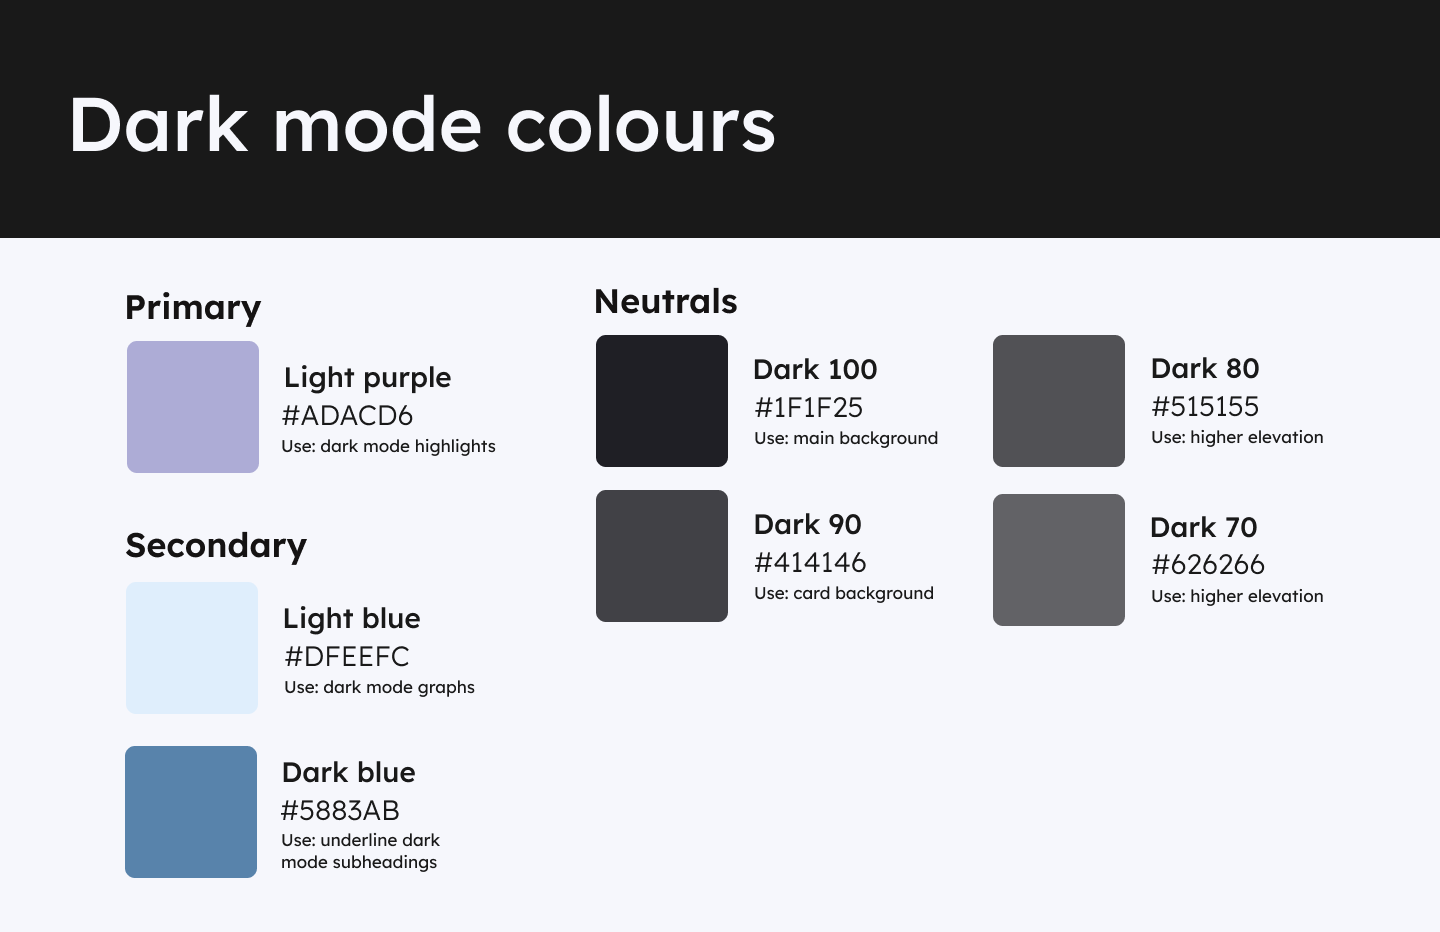 Dark mode colours
Primary
Light purple
#ADACD6
Use: dark mode highlights
Secondary
Light blue
#DFEEFC
Use: dark mode graphs
Dark blue
#5883AB
Use: underline dark
mode subheadings
Neutrals
Dark 100
#1F1F25
Use: main background
Dark 90
#414146
Use: card background
Dark 80
#515155
Use: higher elevation
Dark 70
#626266
Use: higher elevation